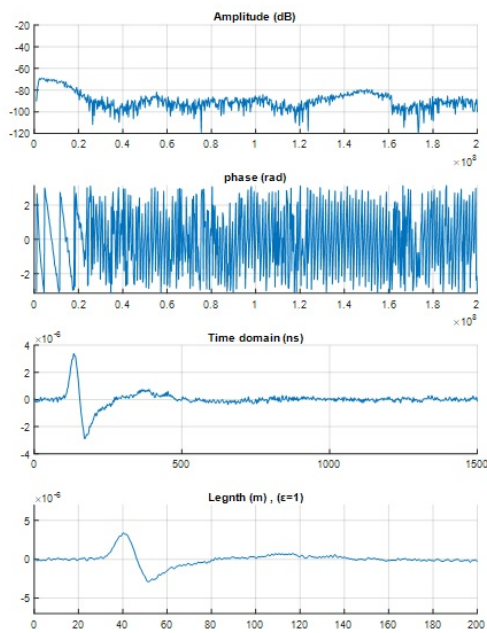 Amplitude (dB)
-20
-40
-60
-80
-100
-120
0 0.2 0.4 0.6 0.8 1 1.2 1.4 1.6 1.8 2
×10⁸
phase (rad)
2
0
-2
0 0.2 0.4 0.6 0.8 1 1.2 1.4 1.6 1.8 2
×10⁸
×10⁻⁶ Time domain (ns)
4
2
0
-2
-4
0 500 1000 1500
×10⁻⁶ Legnth (m) , (ε=1)
5
0
-5
0 20 40 60 80 100 120 140 160 180 200